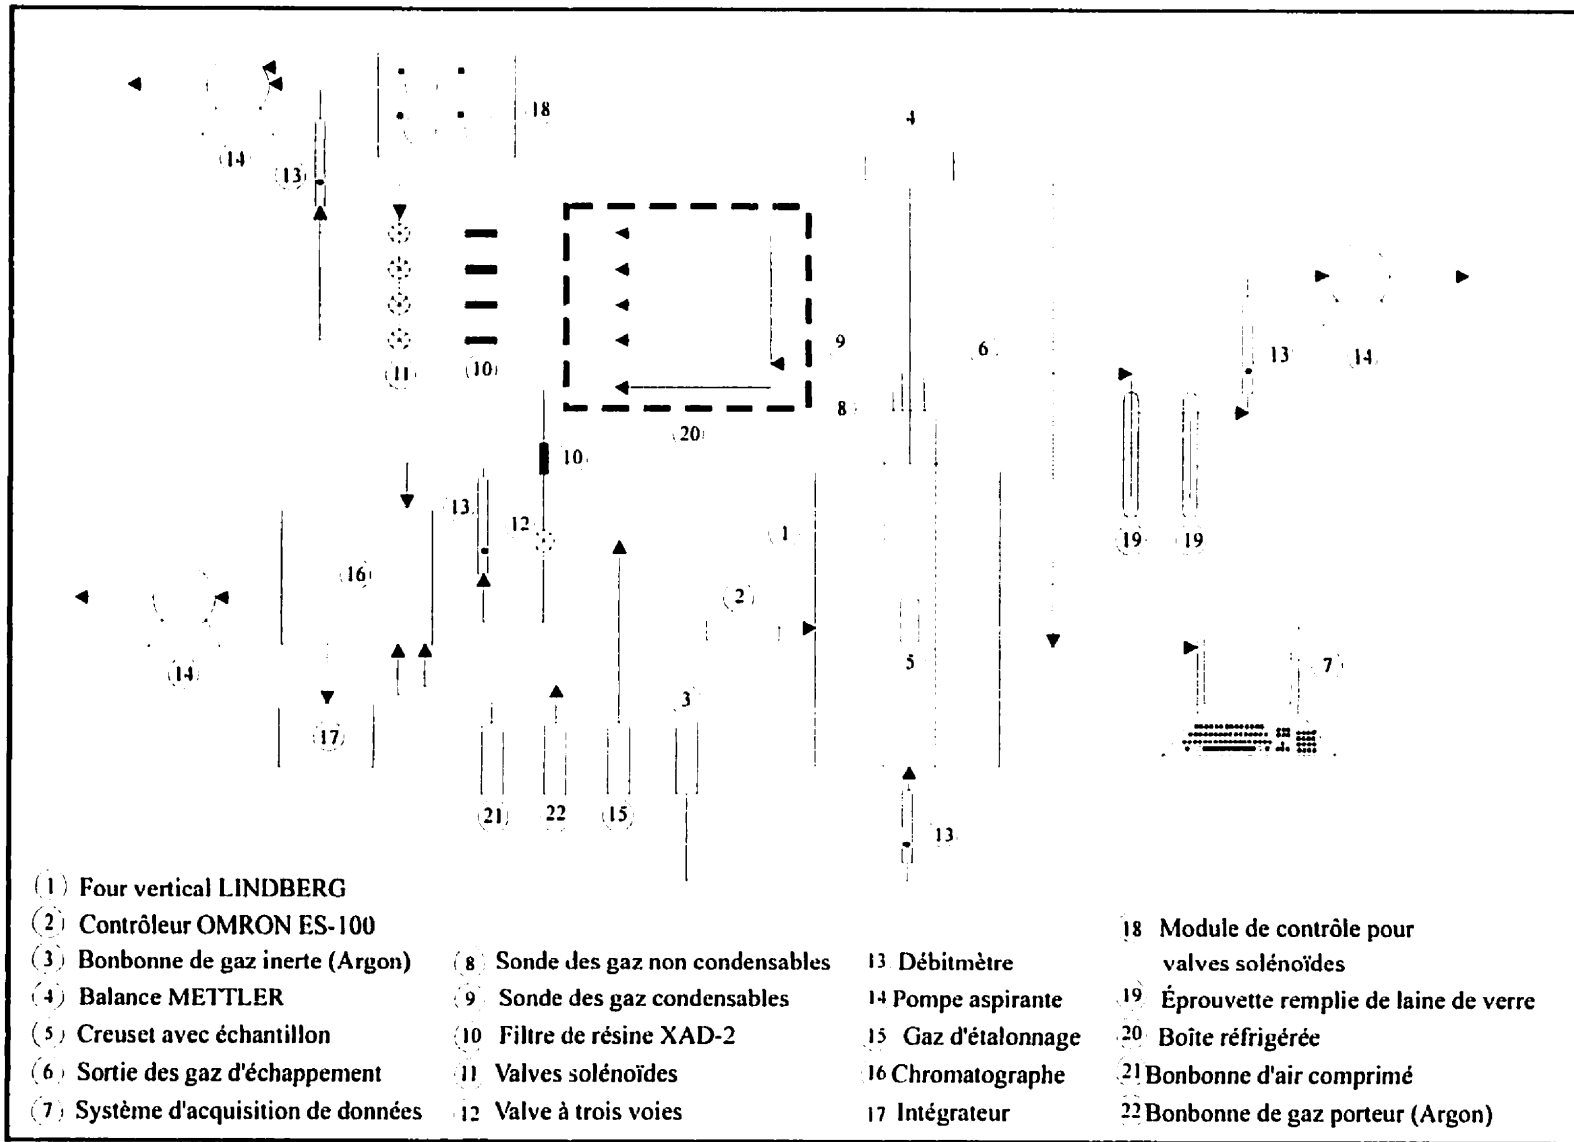 14
13
18
4
11
10
20
9
8
6
13
14
10
13
12
1
19
19
16
2
14
5
7
3
17
21
22
15
13
1 Four vertical LINDBERG
2 Contrôleur OMRON ES-100
3 Bonbonne de gaz inerte (Argon)
4 Balance METTLER
5 Creuset avec échantillon
6 Sortie des gaz d'échappement
7 Système d'acquisition de données
8 Sonde des gaz non condensables
9 Sonde des gaz condensables
10 Filtre de résine XAD-2
11 Valves solénoïdes
12 Valve à trois voies
13 Débitmètre
14 Pompe aspirante
15 Gaz d'étalonnage
16 Chromatographe
17 Intégrateur
18 Module de contrôle pour
valves solénoïdes
19 Éprouvette remplie de laine de verre
20 Boîte réfrigérée
21 Bonbonne d'air comprimé
22 Bonbonne de gaz porteur (Argon)